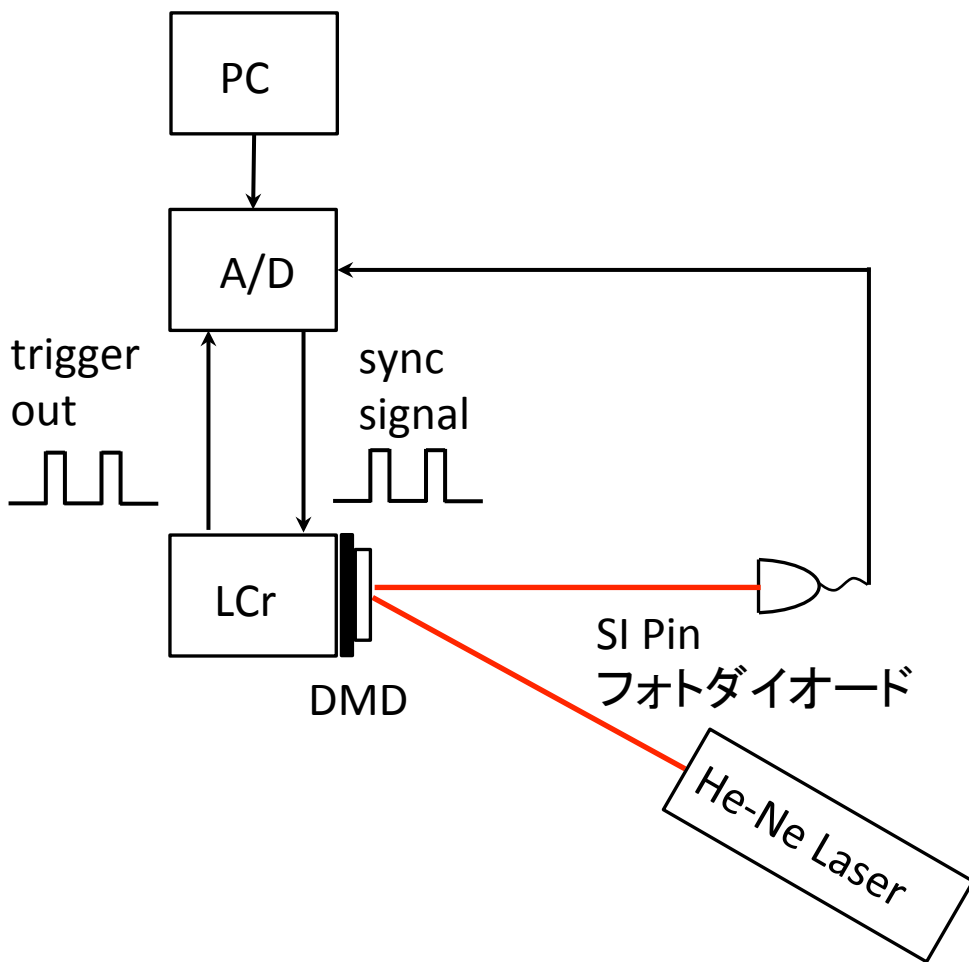 PC
A/D
trigger
out
sync
signal
LCr
DMD
SI Pin
フォトダイオード
He-Ne Laser